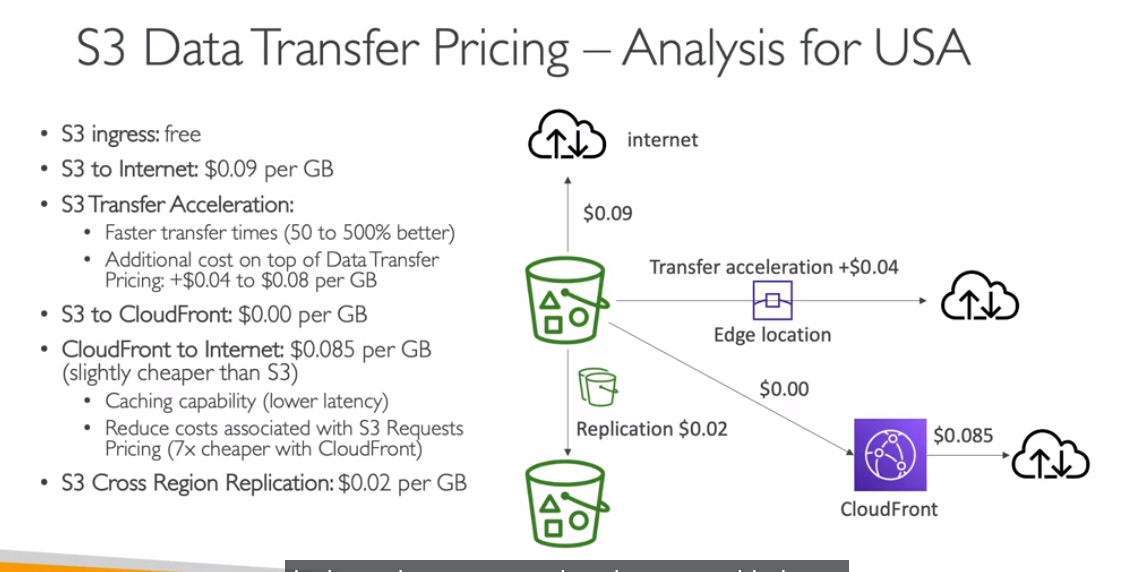 S3 Data Transfer Pricing – Analysis for USA
• S3 ingress: free
• S3 to Internet: $0.09 per GB
• S3 Transfer Acceleration:
• Faster transfer times (50 to 500% better)
• Additional cost on top of Data Transfer
Pricing: +$0.04 to $0.08 per GB
• S3 to CloudFront: $0.00 per GB
• CloudFront to Internet: $0.085 per GB
(slightly cheaper than S3)
• Caching capability (lower latency)
• Reduce costs associated with S3 Requests
Pricing (7x cheaper with CloudFront)
• S3 Cross Region Replication: $0.02 per GB
internet
$0.09
Transfer acceleration +$0.04
Edge location
$0.00
Replication $0.02
$0.085
CloudFront